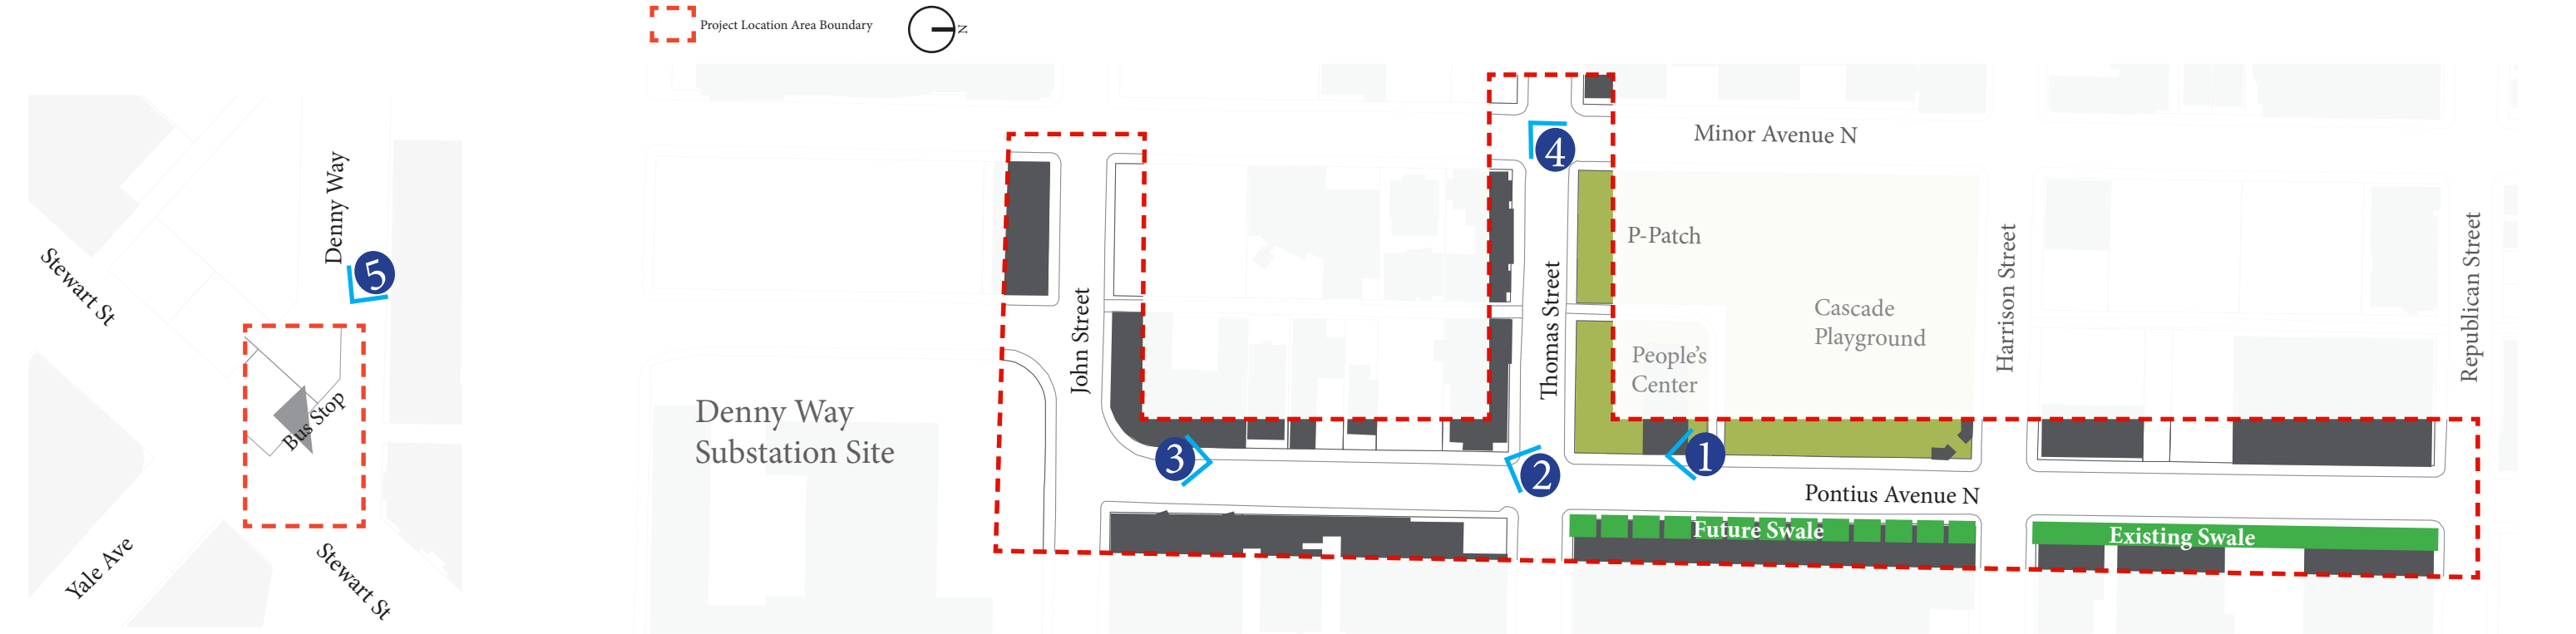 Project Location Area Boundary
N
Minor Avenue N
4
Denny Way
5
Stewart St
Bus Stop
Yale Ave
Stewart St
P-Patch
Cascade
Playground
People's
Center
John Street
Thomas Street
Harrison Street
Republican Street
Denny Way
Substation Site
3
2
1
Pontius Avenue N
Future Swale
Existing Swale